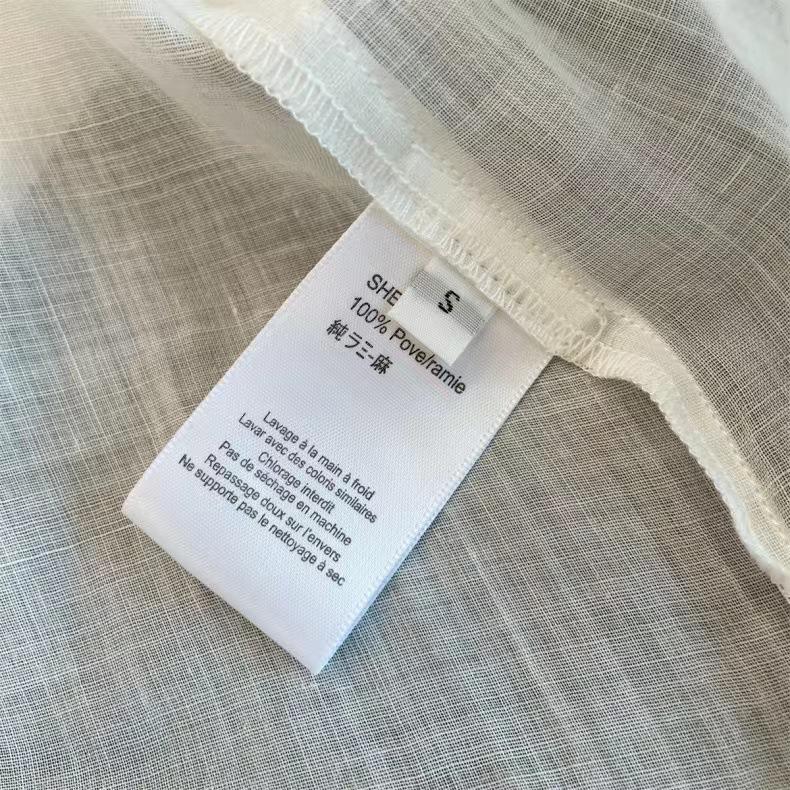 S
SHE
100% Pove/ramie
純ラミー麻
Lavage à la main à froid
Lavar avec des coloris similaires
Chlorage interdit
Pas de séchage en machine
Repassage doux sur l'envers
Ne supporte pas le nettoyage à sec